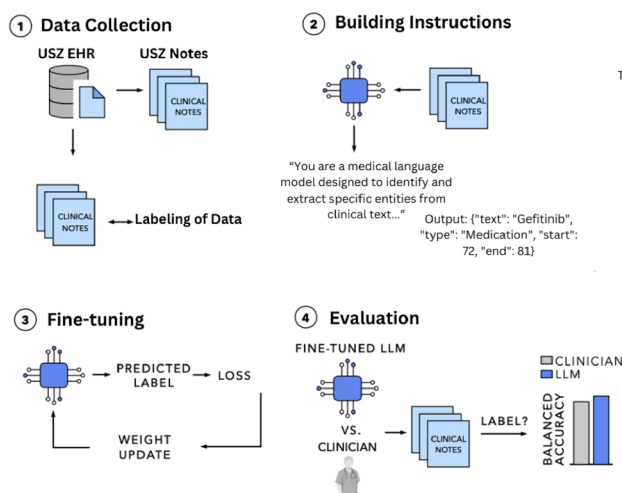 1 Data Collection
USZ EHR
USZ Notes
CLINICAL
NOTES
CLINICAL
NOTES
Labeling of Data
2 Building Instructions
CLINICAL
NOTES
T
“You are a medical language
model designed to identify and
extract specific entities from
clinical text...”
Output: {"text": "Gefitinib",
"type": "Medication", "start":
72, "end": 81}
3 Fine-tuning
PREDICTED
LABEL
LOSS
WEIGHT
UPDATE
4 Evaluation
FINE-TUNED LLM
VS.
CLINICIAN
CLINICAL
NOTES
LABEL?
CLINICIAN
LLM
BALANCED
ACCURACY